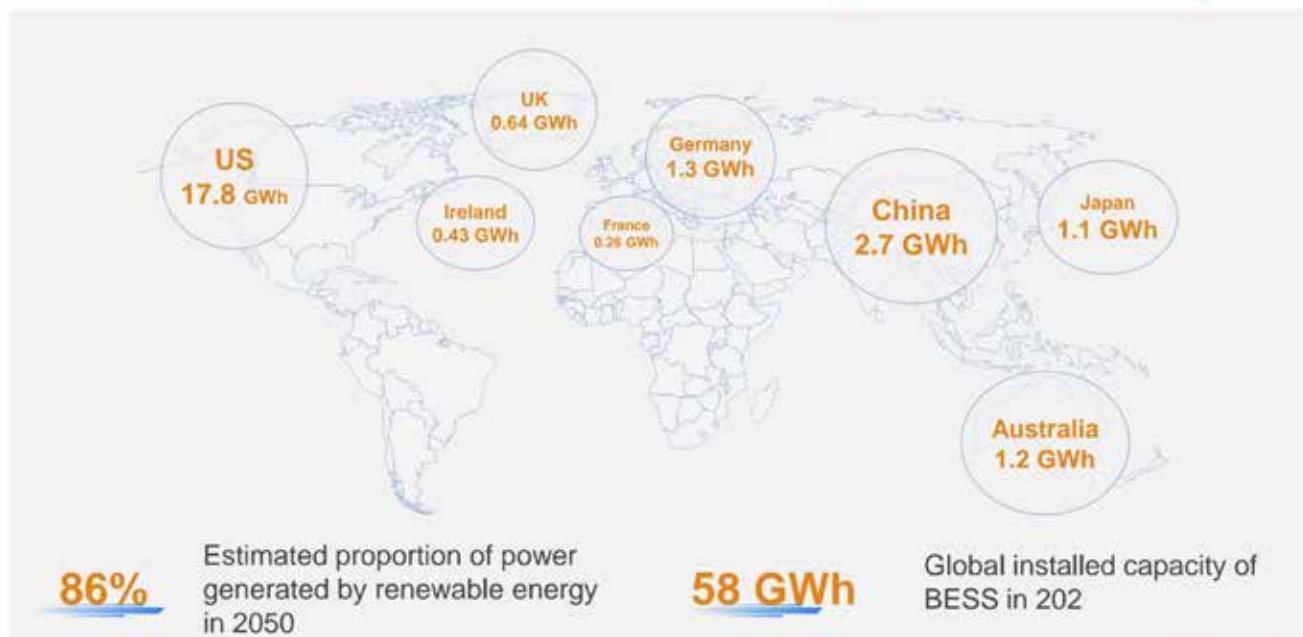 UK
0.64 GWh
US
17.8 GWh
Germany
1.3 GWh
Ireland
0.43 GWh
France
0.26 GWh
China
2.7 GWh
Japan
1.1 GWh
Australia
1.2 GWh
86%
Estimated proportion of power
generated by renewable energy
in 2050
58 GWh
Global installed capacity of
BESS in 202